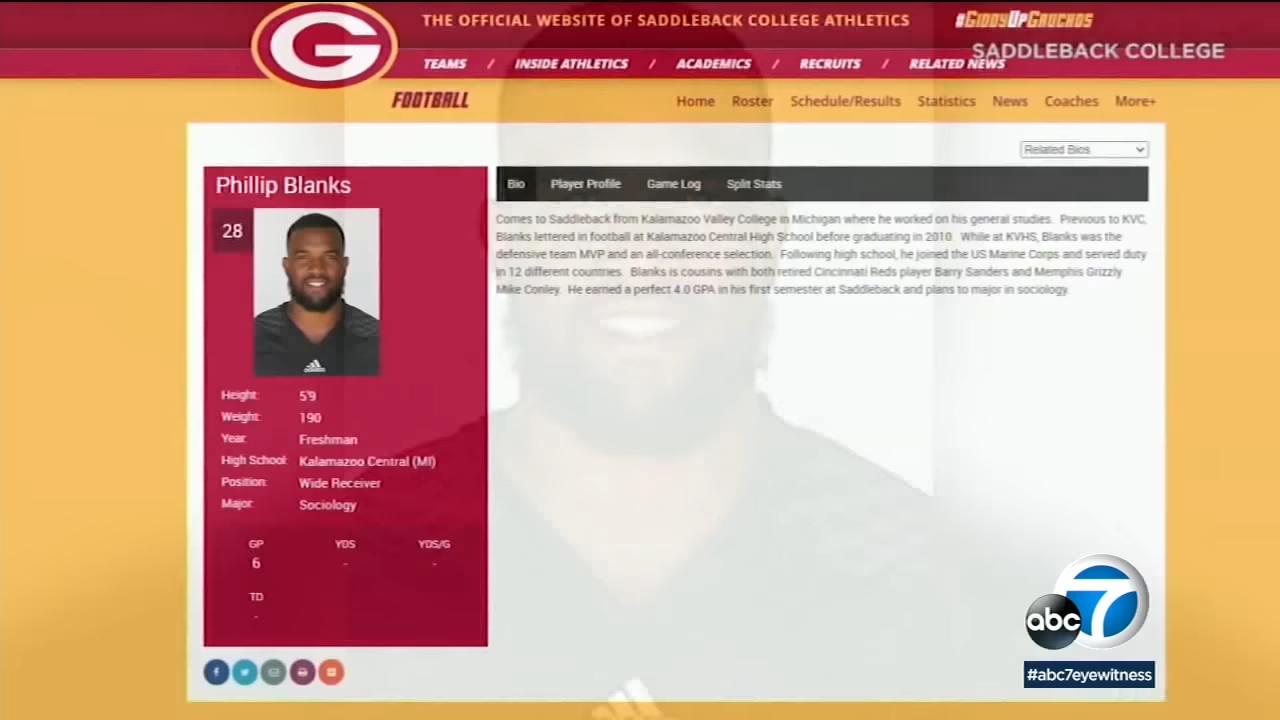 G
THE OFFICIAL WEBSITE OF SADDLEBACK COLLEGE ATHLETICS
#GIDDYUPGAUCHOS
SADDLEBACK COLLEGE
TEAMS / INSIDE ATHLETICS / ACADEMICS / RECRUITS / RELATED NEWS
FOOTBALL
Home Roster Schedule/Results Statistics News Coaches More+
Related Bios
Phillip Blanks
28
Bio Player Profile Game Log Split Stats
Comes to Saddleback from Kalamazoo Valley College in Michigan where he worked on his general studies. Previous to KVC,
Blanks lettered in football at Kalamazoo Central High School before graduating in 2010. While at KVHS, Blanks was the
defensive team MVP and an all-conference selection. Following high school, he joined the US Marine Corps and served duty
in 12 different countries. Blanks is cousins with both retired Cincinnati Reds player Barry Sanders and Memphis Grizzly
Mike Conley. He earned a perfect 4.0 GPA in his first semester at Saddleback and plans to major in sociology.
Height: 5'9
Weight: 190
Year: Freshman
High School: Kalamazoo Central (MI)
Position: Wide Receiver
Major: Sociology
GP YDS YDS/G
6 - -
TD
-
abc 7
#abc7eyewitness